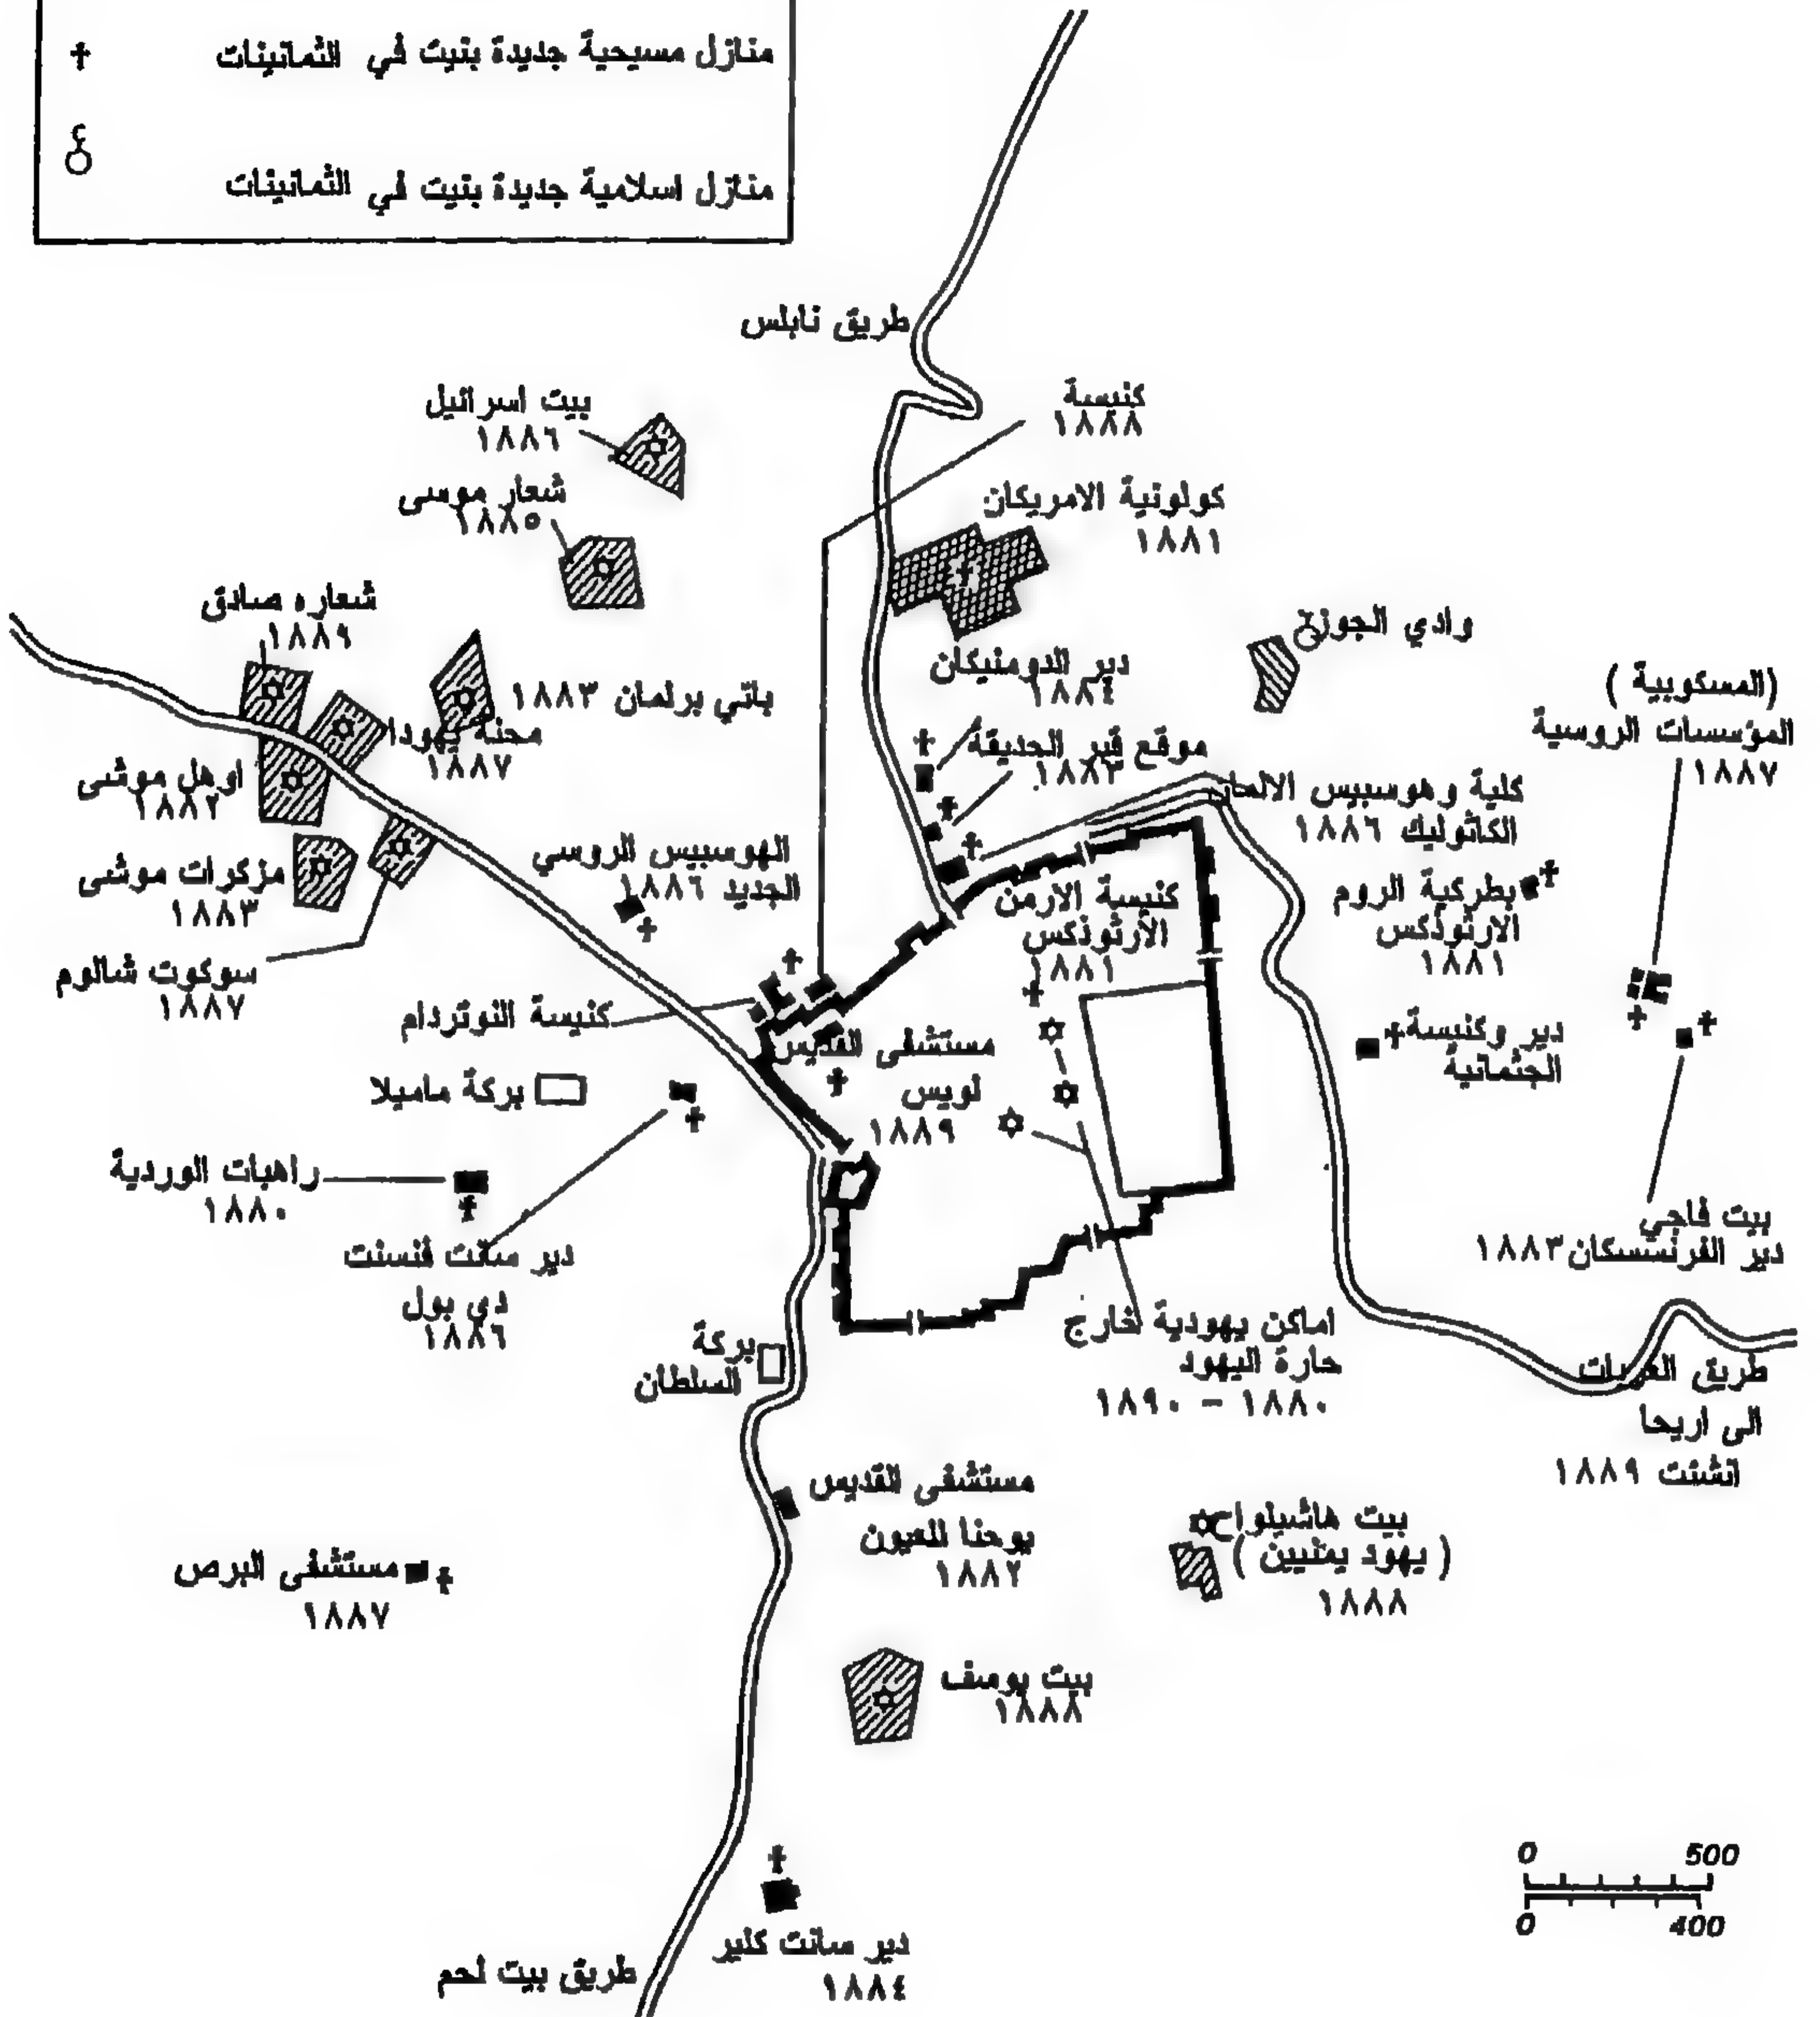 منازل مسيحية جديدة بنيت في الثمانينات
منازل اسلامية جديدة بنيت في الثمانينات
طريق نابلس
كنيسة
١٨٨٨
بيت اسرائيل
١٨٨٦
كولونية الامريكان
١٨٨١
شعار موسى
١٨٨٥
شعاره صادق
١٨٨٩
وادي الجوز
دير الدومنيكان
١٨٨٤
باتي برلمان ١٨٨٣
(المسكوبية)
المؤسسات الروسية
١٨٨٧
محنة يهودا
١٨٨٧
موقع قبر الحديقة
١٨٨٣
اوهل موشى
١٨٨٢
كلية وهوسبيس الالمان
الكاثوليك ١٨٨٦
مزكرات موشى
١٨٨٣
الهوسبيس الروسي
الجديد ١٨٨٦
كنيسة الارمن
الأرثوذكس
١٨٨١
بطركية الروم
الارثوذكس
١٨٨١
سوكوت شالوم
١٨٨٧
كنيسة النوتردام
مستشفى القديس
لويس
١٨٨٩
دير وكنيسة
الجثمانية
بركة ماميلا
راهبات الوردية
١٨٨٠
دير سانت فنسنت
دي بول
١٨٨٦
بيت فاجي
دير الفرنسسكان ١٨٨٣
بركة
السلطان
اماكن يهودية خارج
حارة اليهود
١٨٨٠ - ١٨٩٠
طريق العربات
الى اريحا
انشئت ١٨٨٩
مستشفى القديس
يوحنا للعيون
١٨٨٢
بيت هاشيلواح
( يهود يمنيين )
١٨٨٨
مستشفى البرص
١٨٨٧
بيت يوسف
١٨٨٨
دير سانت كلير
١٨٨٤
طريق بيت لحم
0 500
0 400